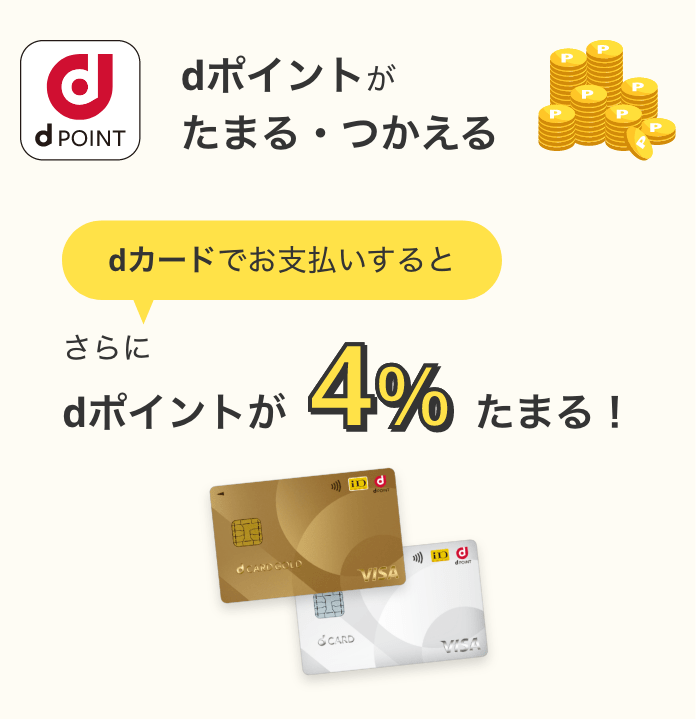 d POINT
dポイントが
たまる・つかえる
P
P
P
P
P
P
P
P
P
dカードでお支払いすると
さらに
dポイントが 4% たまる！
iD d POINT
d CARD GOLD
VISA
iD d POINT
d CARD
VISA